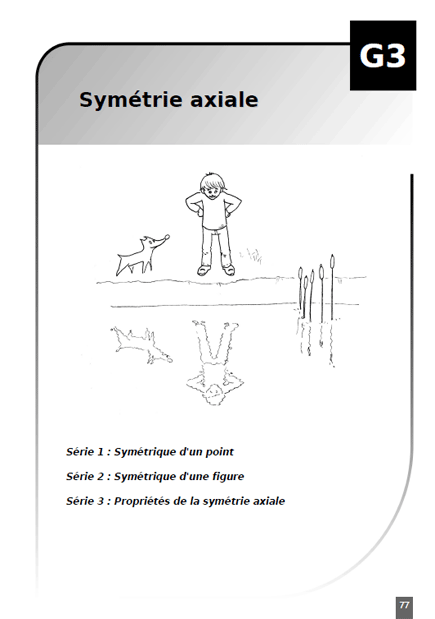 G3
Symétrie axiale
Série 1 : Symétrique d'un point
Série 2 : Symétrique d'une figure
Série 3 : Propriétés de la symétrie axiale
77